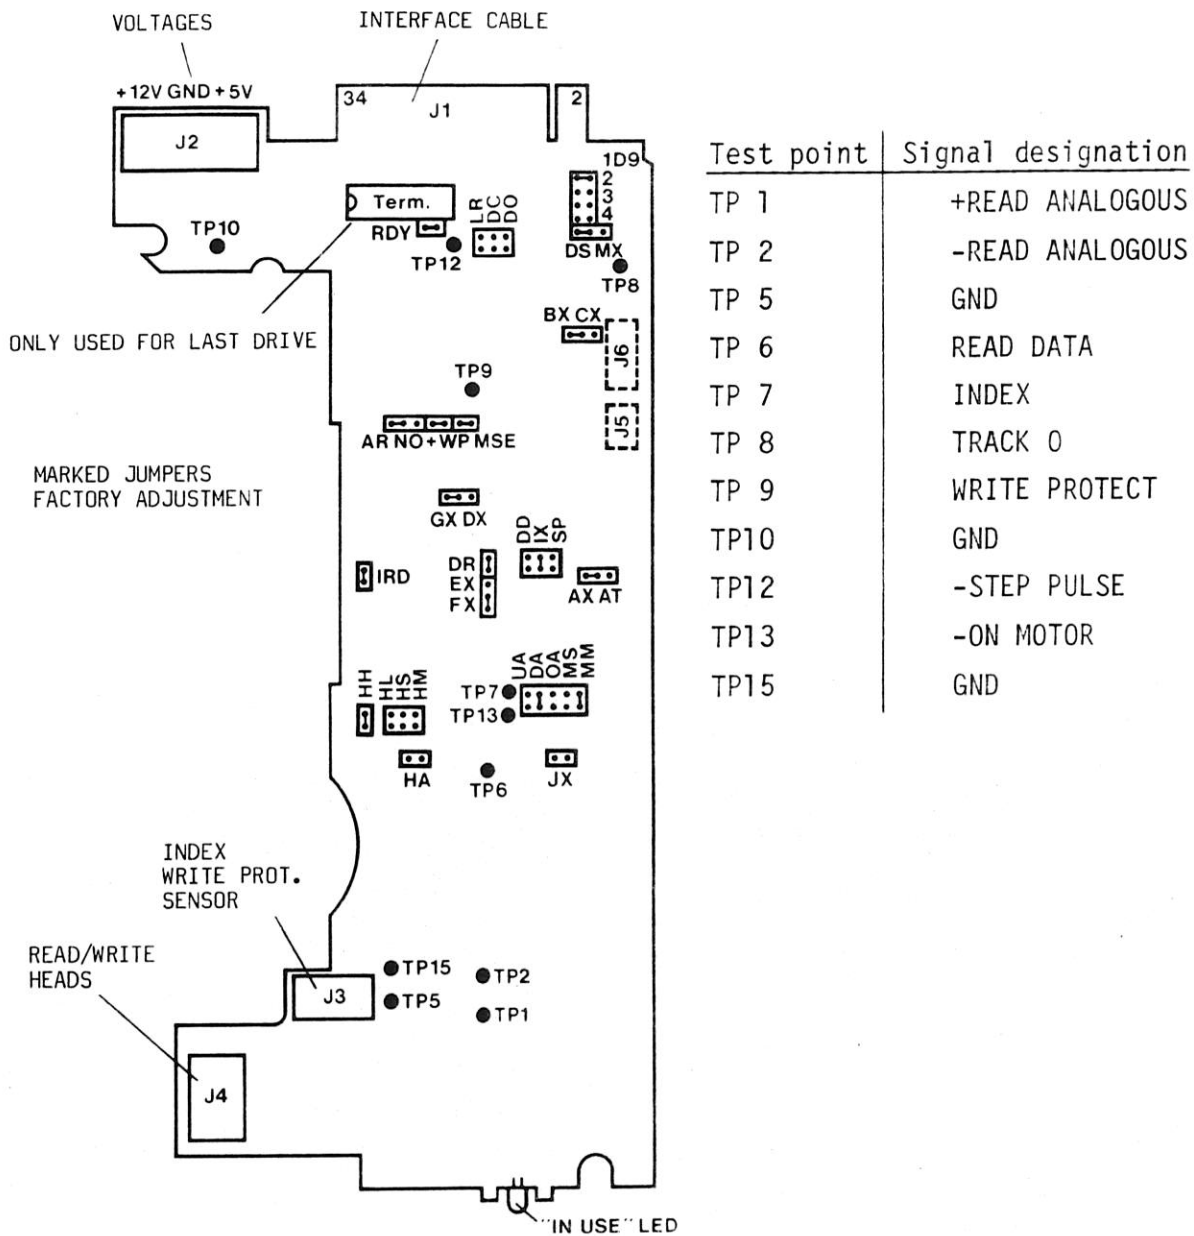 VOLTAGES
INTERFACE CABLE
+12V GND +5V
34
J1
2
J2
1D9
2
3
4
Term.
RDY
LR
DC
DO
TP10
TP12
DS MX
TP8
ONLY USED FOR LAST DRIVE
BX CX
J6
TP9
J5
AR NO + WP MSE
MARKED JUMPERS
FACTORY ADJUSTMENT
GX DX
DD
IX
SP
IRD
DR
EX
FX
AX AT
UA
DA
OA
MS
MM
HH
HL
HS
HM
TP7
TP13
HA
TP6
JX
INDEX
WRITE PROT.
SENSOR
READ/WRITE
HEADS
TP15
TP2
J3
TP5
TP1
J4
"IN USE" LED
Test point Signal designation
TP 1 +READ ANALOGOUS
TP 2 -READ ANALOGOUS
TP 5 GND
TP 6 READ DATA
TP 7 INDEX
TP 8 TRACK O
TP 9 WRITE PROTECT
TP10 GND
TP12 -STEP PULSE
TP13 -ON MOTOR
TP15 GND